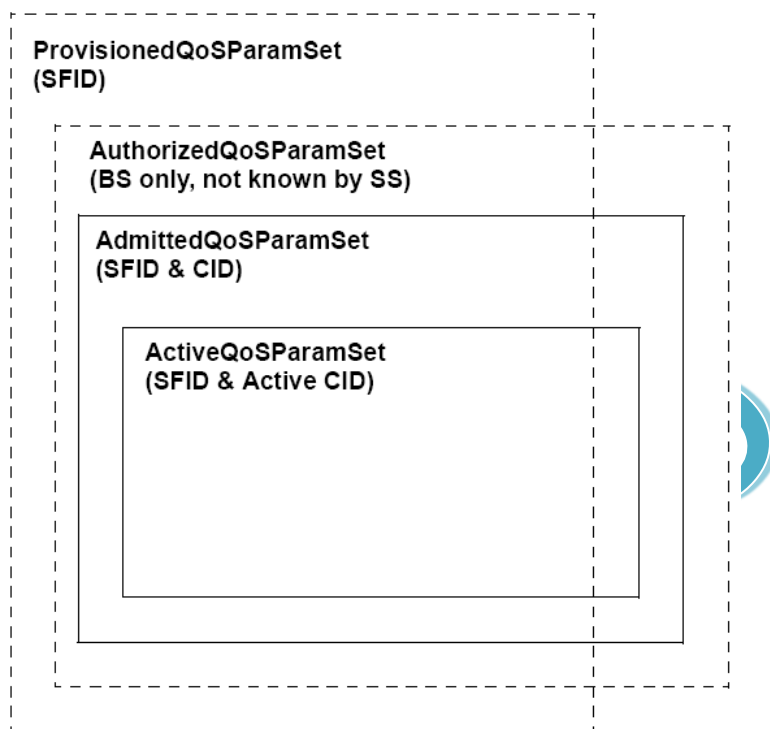 ProvisionedQoSParamSet
(SFID)
AuthorizedQoSParamSet
(BS only, not known by SS)
AdmittedQoSParamSet
(SFID & CID)
ActiveQoSParamSet
(SFID & Active CID)